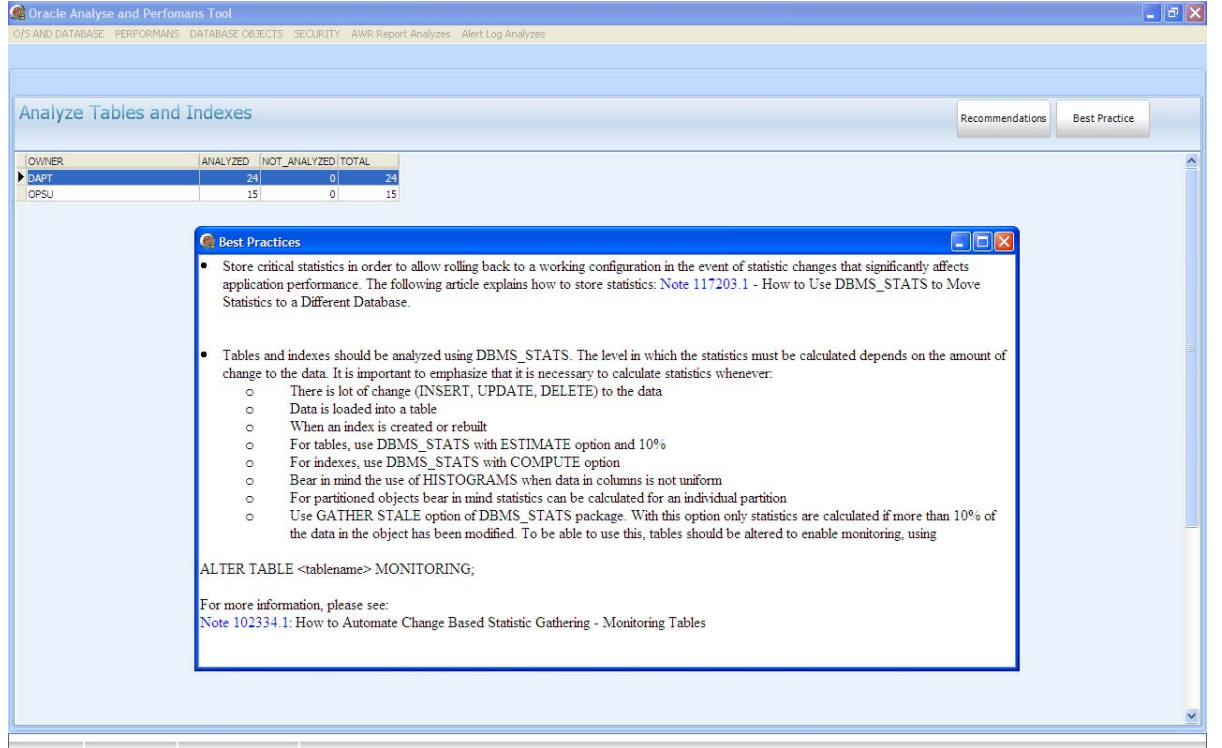 Oracle Analyse and Perfomans Tool
O/S AND DATABASE PERFORMANS DATABASE OBJECTS SECURITY AWR Report Analyzes Alert Log Analyzes
Analyze Tables and Indexes
Recommendations Best Practice
OWNER ANALYZED NOT_ANALYZED TOTAL
DAPT 24 0 24
OPSU 15 0 15
Best Practices
• Store critical statistics in order to allow rolling back to a working configuration in the event of statistic changes that significantly affects
application performance. The following article explains how to store statistics: Note 117203.1 - How to Use DBMS_STATS to Move
Statistics to a Different Database.
• Tables and indexes should be analyzed using DBMS_STATS. The level in which the statistics must be calculated depends on the amount of
change to the data. It is important to emphasize that it is necessary to calculate statistics whenever:
o There is lot of change (INSERT, UPDATE, DELETE) to the data
o Data is loaded into a table
o When an index is created or rebuilt
o For tables, use DBMS_STATS with ESTIMATE option and 10%
o For indexes, use DBMS_STATS with COMPUTE option
o Bear in mind the use of HISTOGRAMS when data in columns is not uniform
o For partitioned objects bear in mind statistics can be calculated for an individual partition
o Use GATHER STALE option of DBMS_STATS package. With this option only statistics are calculated if more than 10% of
the data in the object has been modified. To be able to use this, tables should be altered to enable monitoring, using
ALTER TABLE <tablename> MONITORING;
For more information, please see:
Note 102334.1: How to Automate Change Based Statistic Gathering - Monitoring Tables